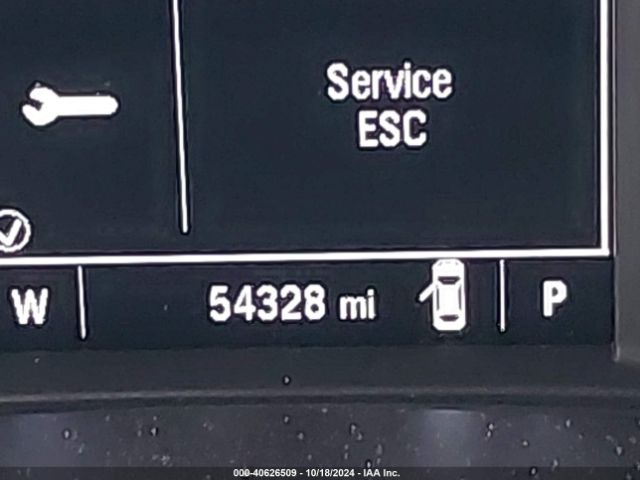 Service
ESC
W
54328 mi
P
000-40626509 - 10/18/2024 - IAA Inc.